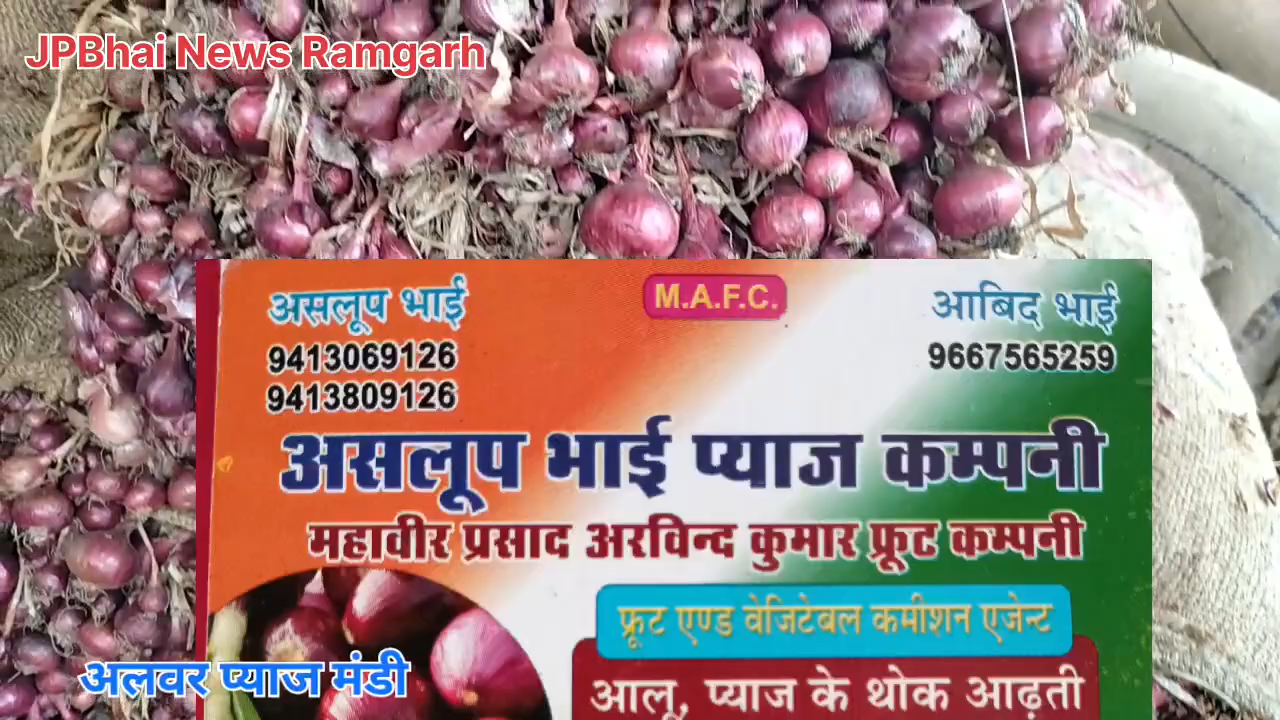 JPBhai News Ramgarh
असलूप भाई
M.A.F.C.
आबिद भाई
9413069126
9667565259
9413809126
असलूप भाई प्याज कम्पनी
महावीर प्रसाद अरविन्द कुमार फ्रूट कम्पनी
फ्रूट एण्ड वेजिटेबल कमीशन एजेन्ट
आलू, प्याज के थोक आढ़ती
अलवर प्याज मंडी